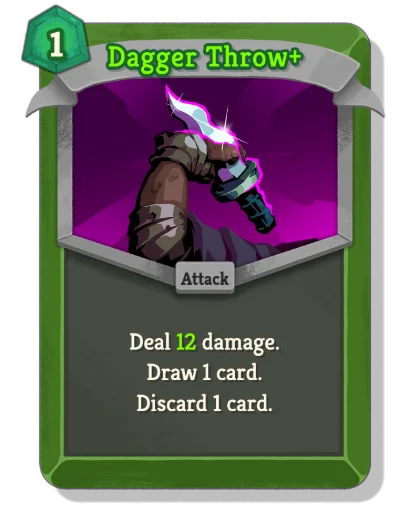 1
Dagger Throw+
Attack
Deal 12 damage.
Draw 1 card.
Discard 1 card.